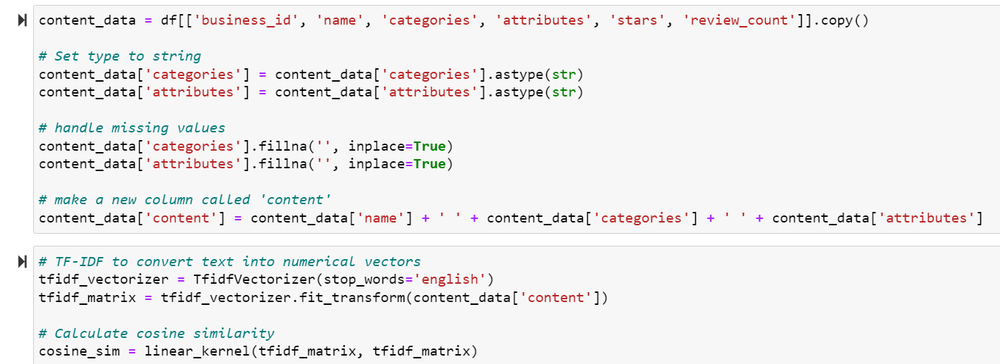 content_data = df[['business_id', 'name', 'categories', 'attributes', 'stars', 'review_count']].copy()
# Set type to string
content_data['categories'] = content_data['categories'].astype(str)
content_data['attributes'] = content_data['attributes'].astype(str)
# handle missing values
content_data['categories'].fillna('', inplace=True)
content_data['attributes'].fillna('', inplace=True)
# make a new column called 'content'
content_data['content'] = content_data['name'] + ' ' + content_data['categories'] + ' ' + content_data['attributes']
# TF-IDF to convert text into numerical vectors
tfidf_vectorizer = TfidfVectorizer(stop_words='english')
tfidf_matrix = tfidf_vectorizer.fit_transform(content_data['content'])
# Calculate cosine similarity
cosine_sim = linear_kernel(tfidf_matrix, tfidf_matrix)